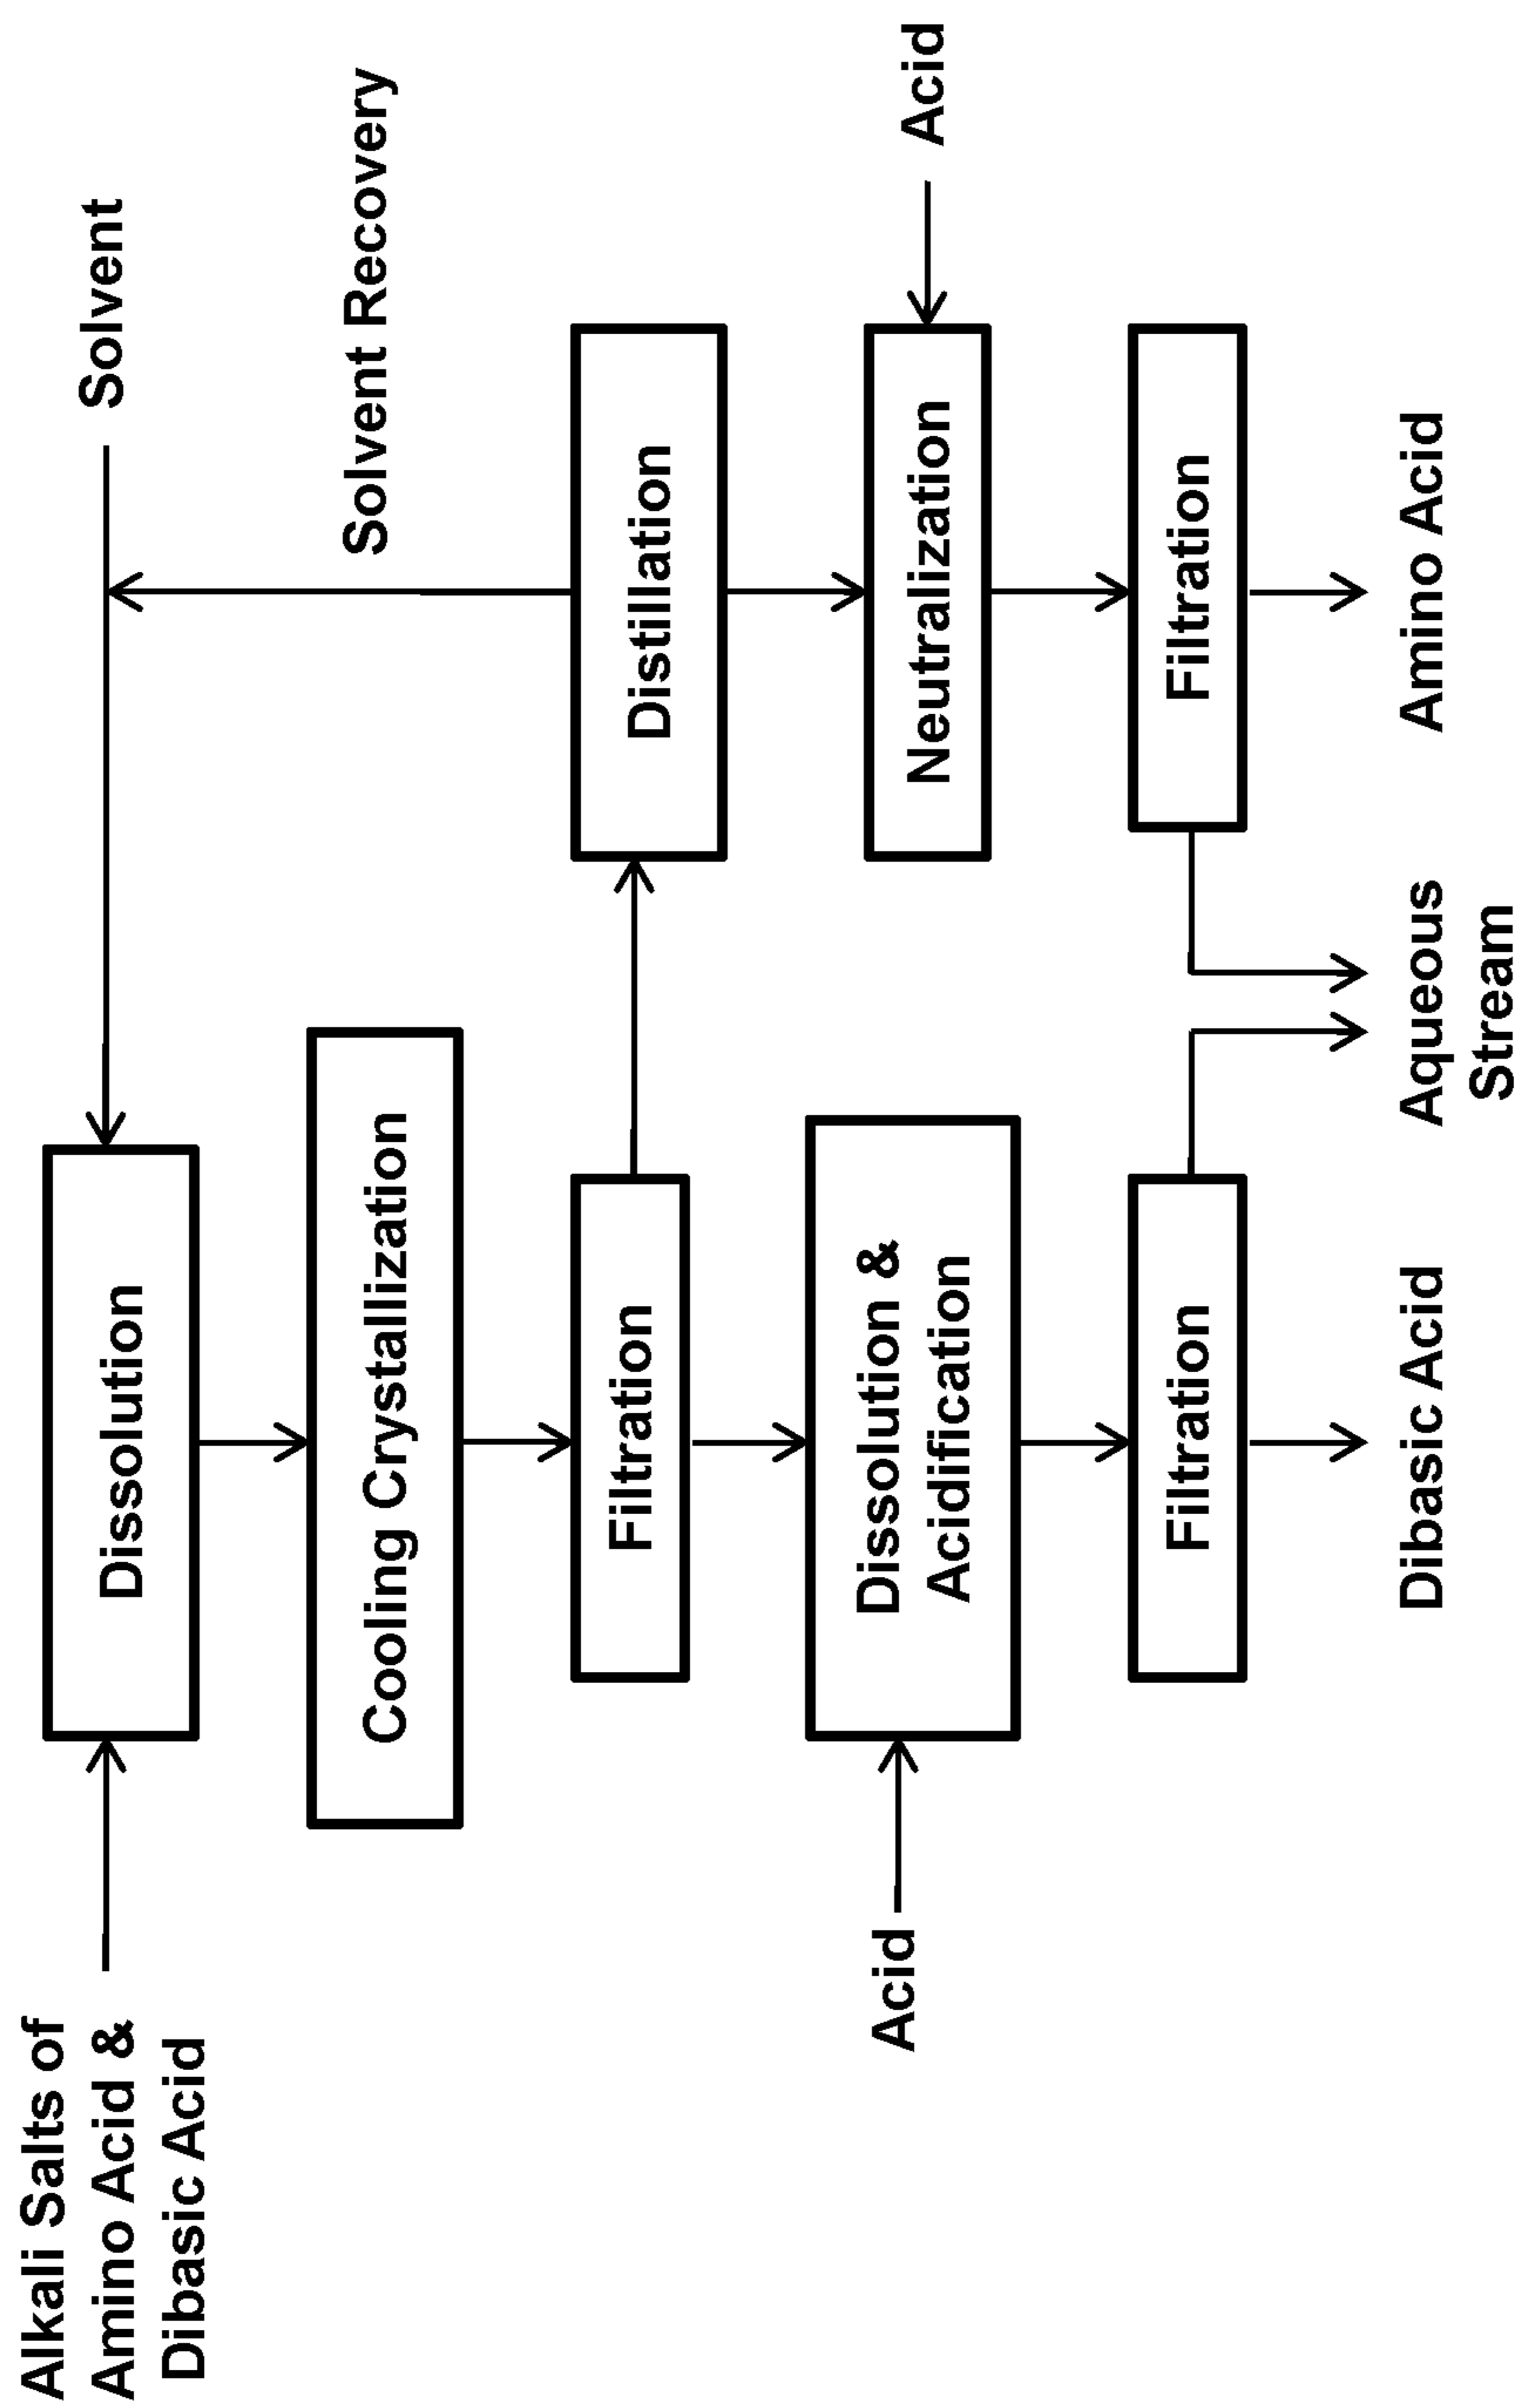 Alkali Salts of
Amino Acid &
Dibasic Acid
Dissolution
Solvent
Cooling Crystallization
Solvent Recovery
Filtration
Distillation
Acid
Dissolution &
Acidification
Neutralization
Acid
Filtration
Filtration
Dibasic Acid
Aqueous
Stream
Amino Acid